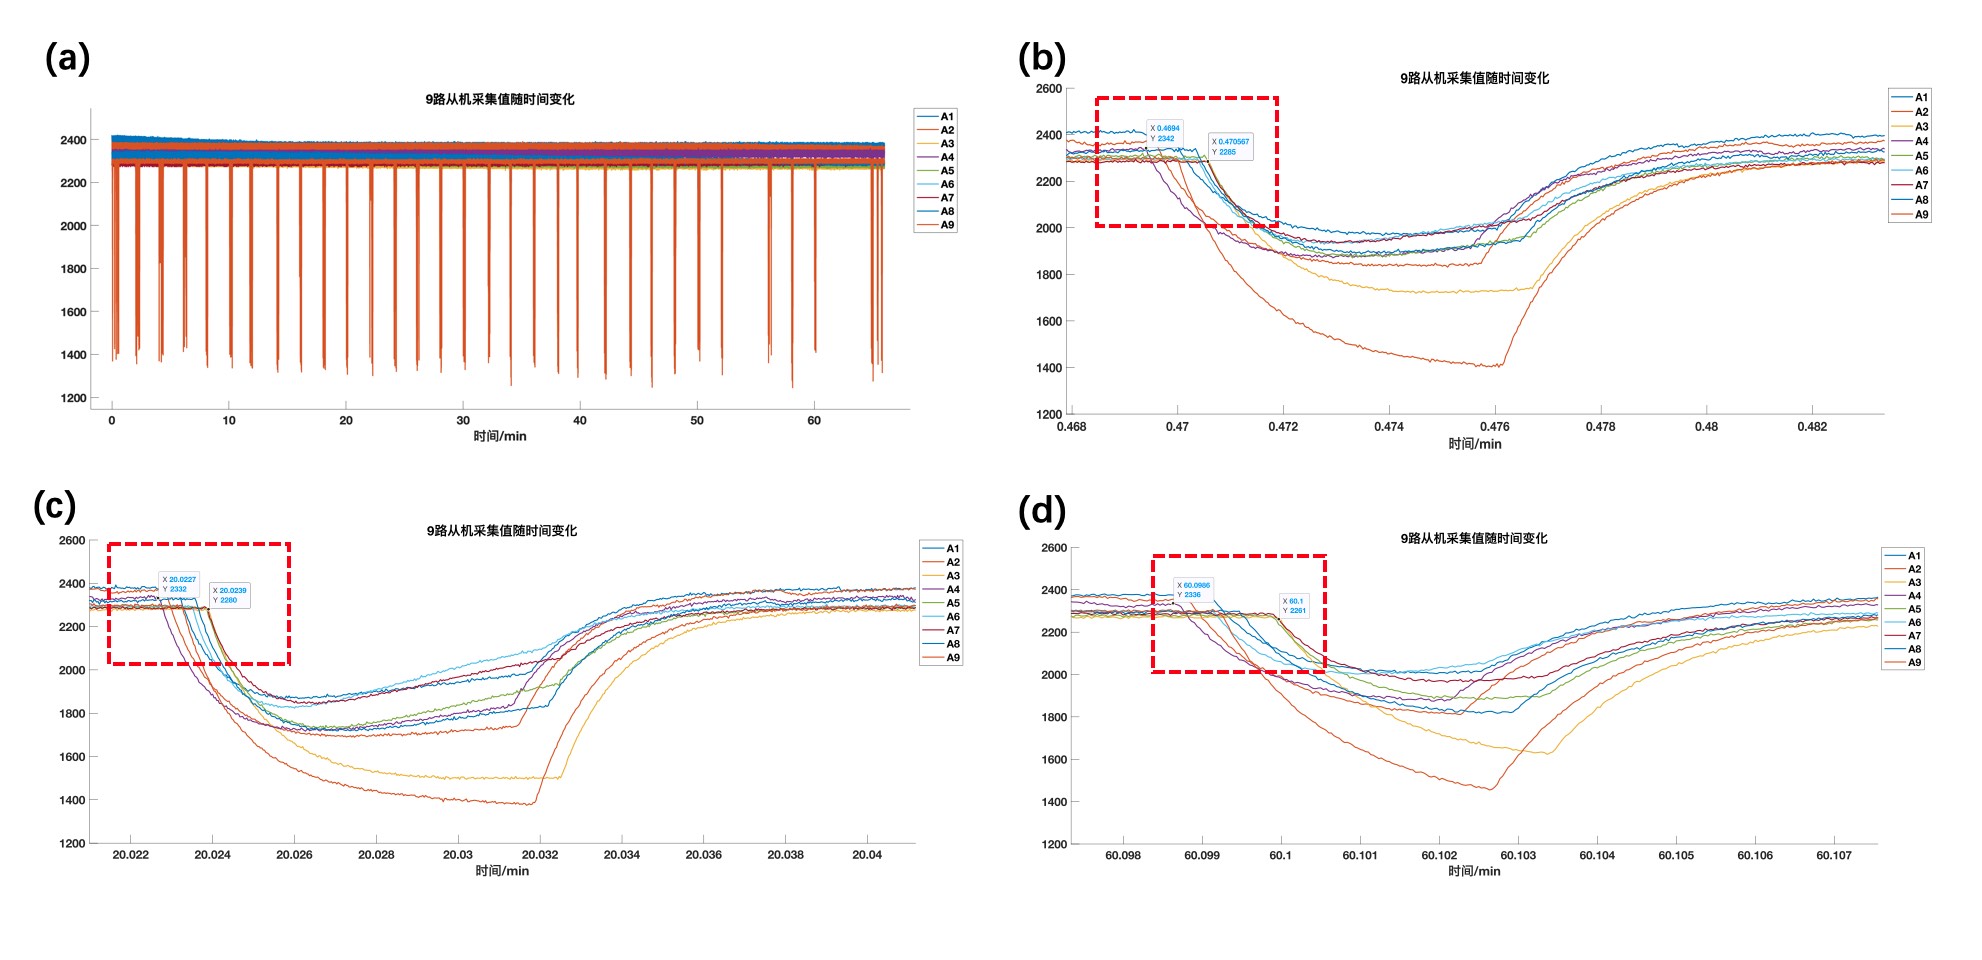 (a)
9路从机采集值随时间变化
2400
2200
2000
1800
1600
1400
1200
0 10 20 30 40 50 60
时间/min
A1
A2
A3
A4
A5
A6
A7
A8
A9
(b)
9路从机采集值随时间变化
2600
2400
2200
2000
1800
1600
1400
1200
X 0.4694
Y 2342
X 0.470567
Y 2285
0.468 0.47 0.472 0.474 0.476 0.478 0.48 0.482
时间/min
A1
A2
A3
A4
A5
A6
A7
A8
A9
(c)
9路从机采集值随时间变化
2600
2400
2200
2000
1800
1600
1400
1200
X 20.0227
Y 2332
X 20.0239
Y 2280
20.022 20.024 20.026 20.028 20.03 20.032 20.034 20.036 20.038 20.04
时间/min
A1
A2
A3
A4
A5
A6
A7
A8
A9
(d)
9路从机采集值随时间变化
2600
2400
2200
2000
1800
1600
1400
1200
X 60.0986
Y 2336
X 60.1
Y 2261
60.098 60.099 60.1 60.101 60.102 60.103 60.104 60.105 60.106 60.107
时间/min
A1
A2
A3
A4
A5
A6
A7
A8
A9